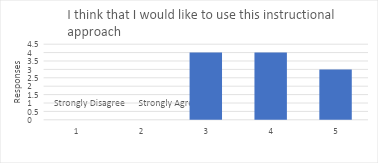 I think that I would like to use this instructional
approach
Responses
4.5
4
3.5
3
2.5
2
1.5
1
0.5
0
Strongly Disagree Strongly Agre
1 2 3 4 5